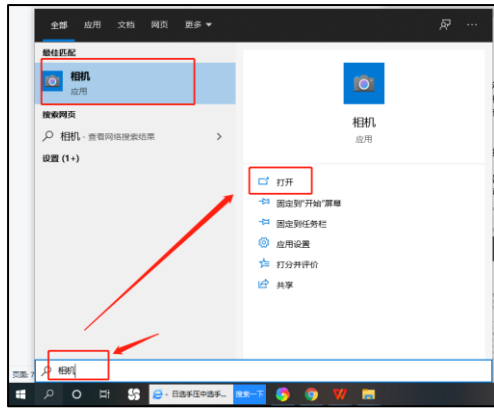 全部 应用 文档 网页 更多
最佳匹配
相机
应用
搜索网页
相机 - 查看网络搜索结果
设置 (1+)
相机
应用
打开
固定到"开始"屏幕
固定到任务栏
应用设置
打分并评价
共享
页面: 7
相机
搜索一下